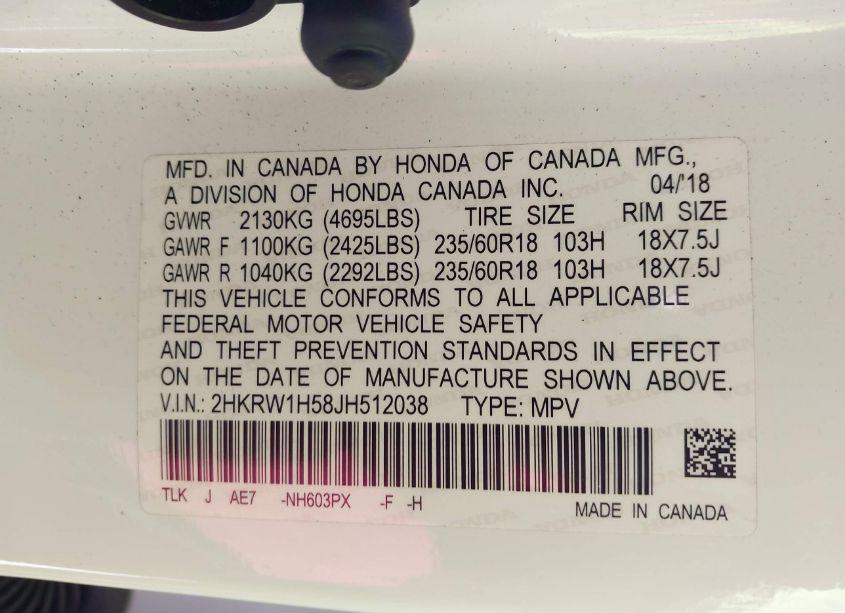 MFD. IN CANADA BY HONDA OF CANADA MFG.,
A DIVISION OF HONDA CANADA INC. 04/'18
GVWR 2130KG (4695LBS) TIRE SIZE RIM SIZE
GAWR F 1100KG (2425LBS) 235/60R18 103H 18X7.5J
GAWR R 1040KG (2292LBS) 235/60R18 103H 18X7.5J
THIS VEHICLE CONFORMS TO ALL APPLICABLE
FEDERAL MOTOR VEHICLE SAFETY
AND THEFT PREVENTION STANDARDS IN EFFECT
ON THE DATE OF MANUFACTURE SHOWN ABOVE.
V.I.N.: 2HKRW1H58JH512038 TYPE: MPV
TLK J AE7 -NH603PX -F -H
MADE IN CANADA